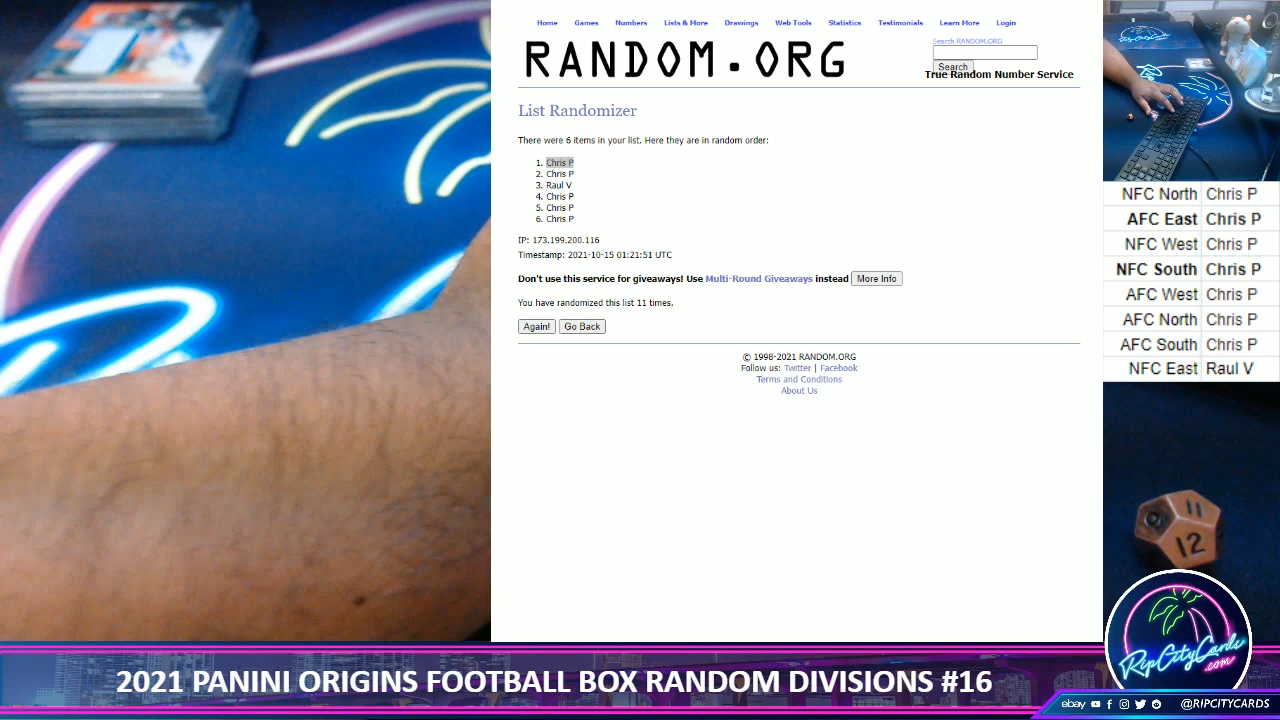 Home Games Numbers Lists & More Drawings Web Tools Statistics Testimonials Learn More Login
RANDOM.ORG
Search RANDOM.ORG
Search
True Random Number Service
List Randomizer
There were 6 items in your list. Here they are in random order:
1. Chris P
2. Chris P
3. Raul V
4. Chris P
5. Chris P
6. Chris P
IP: 173.199.200.116
Timestamp: 2021-10-15 01:21:51 UTC
Don't use this service for giveaways! Use Multi-Round Giveaways instead More Info
You have randomized this list 11 times.
Again! Go Back
© 1998-2021 RANDOM.ORG
Follow us: Twitter | Facebook
Terms and Conditions
About Us
NFC North Chris P
AFC East Chris P
NFC West Chris P
NFC South Chris P
AFC West Chris P
AFC North Chris P
AFC South Chris P
NFC East Raul V
11
12
2021 PANINI ORIGINS FOOTBALL BOX RANDOM DIVISIONS #16
RipCityCards
.com
ebay @RIPCITYCARDS